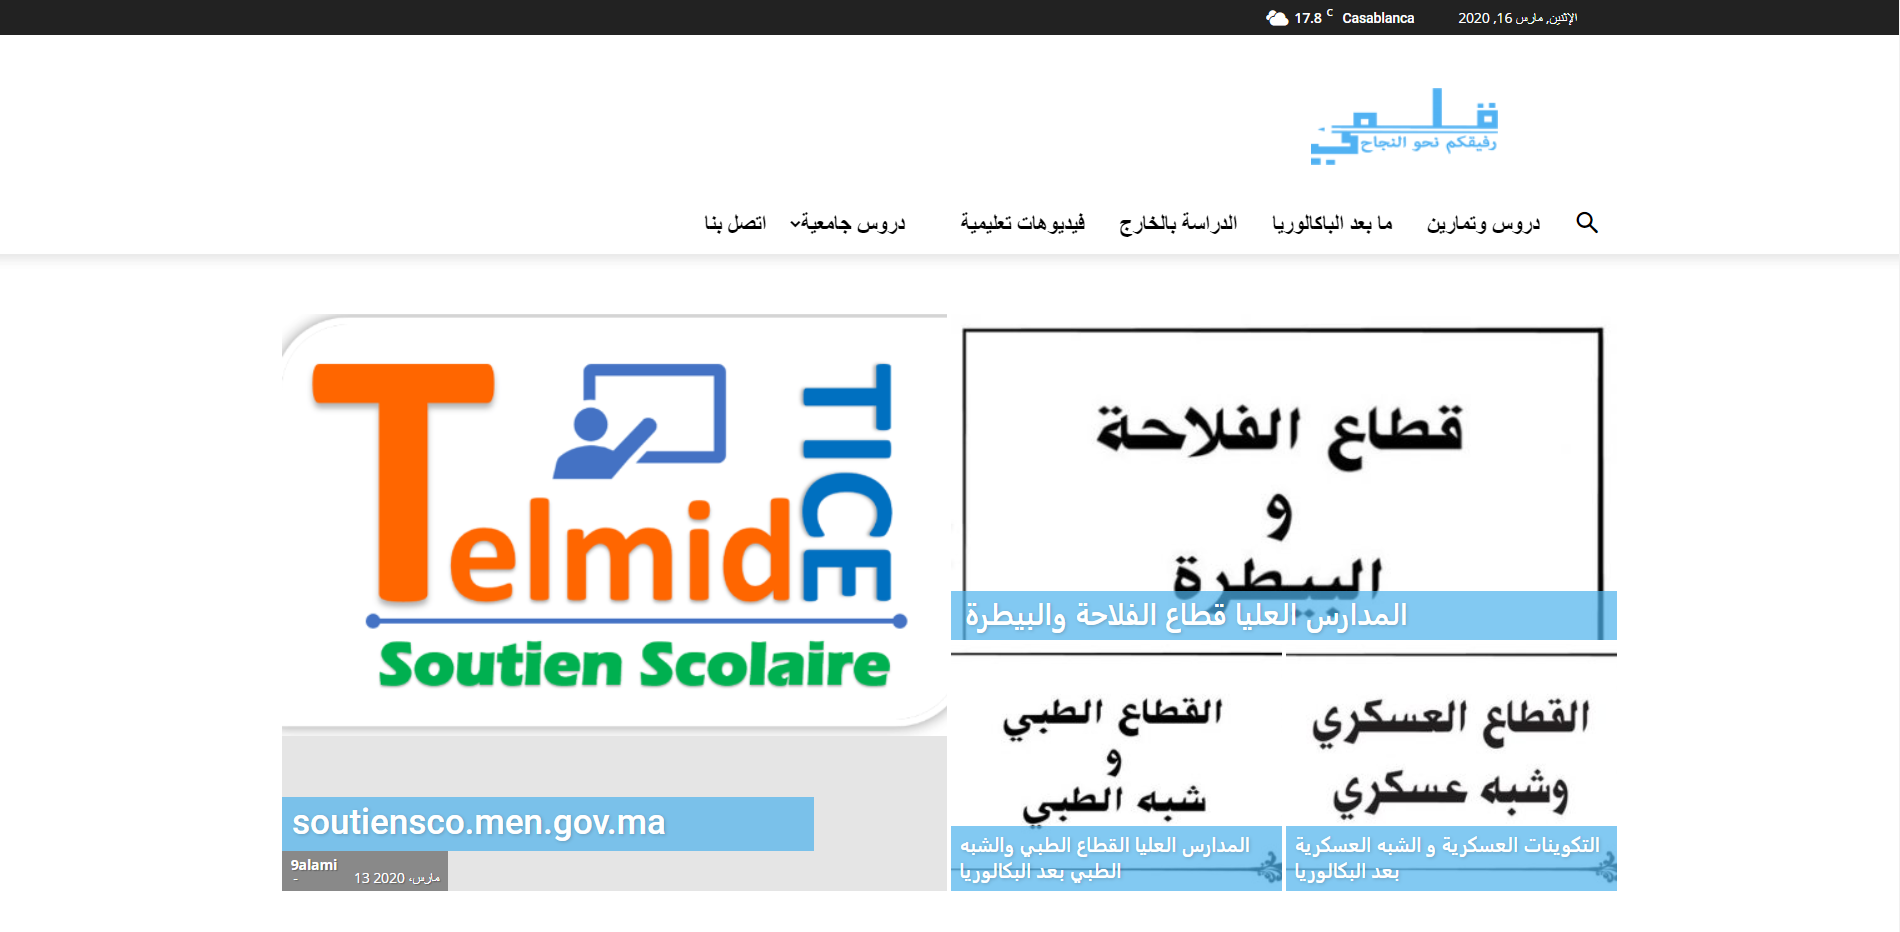 الإثنين, مارس 16, 2020
Casablanca
17.8 C
قلمي
رفيقكم نحو النجاح
دروس وتمارين
ما بعد الباكالوريا
الدراسة بالخارج
فيديوهات تعليمية
دروس جامعية
اتصل بنا
قطاع الفلاحة
و
البيطرة
المدارس العليا قطاع الفلاحة والبيطرة
Telmid
TICE
Soutien Scolaire
soutiensco.men.gov.ma
9alami
-
مارس، 2020 13
القطاع العسكري
وشبه عسكري
التكوينات العسكرية و الشبه العسكرية
بعد البكالوريا
القطاع الطبي
و
شبه الطبي
المدارس العليا القطاع الطبي والشبه
الطبي بعد البكالوريا